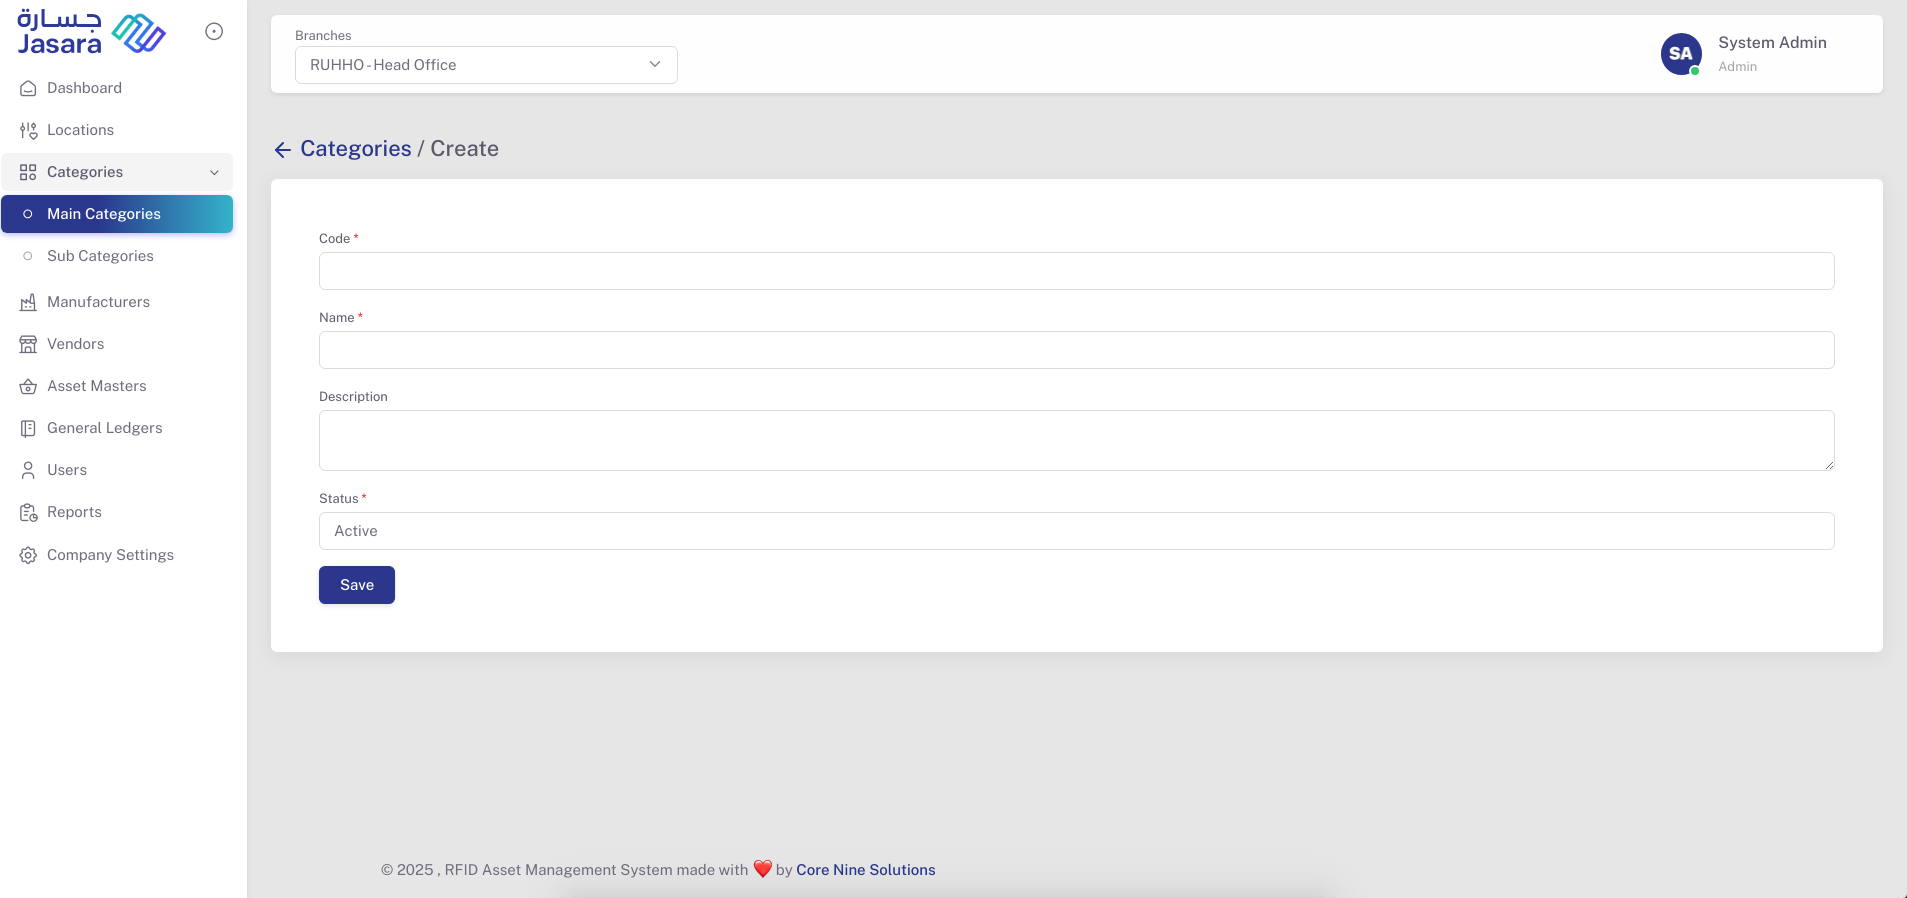 جسارة
Jasara
Dashboard
Locations
Categories
Main Categories
Sub Categories
Manufacturers
Vendors
Asset Masters
General Ledgers
Users
Reports
Company Settings
Branches
RUHHO - Head Office
SA
System Admin
Admin
Categories / Create
Code *
Name *
Description
Status *
Active
Save
© 2025 , RFID Asset Management System made with ❤️ by Core Nine Solutions